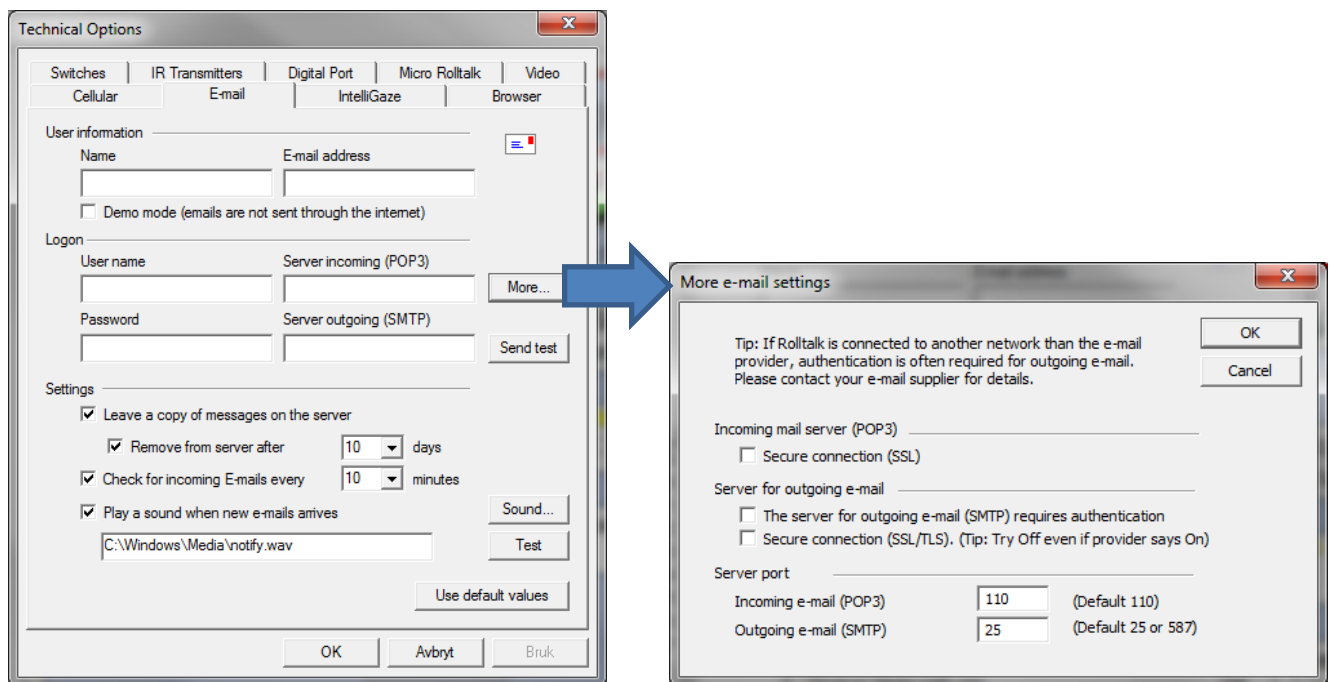 Technical Options
Switches IR Transmitters Digital Port Micro Rolltalk Video
Cellular E-mail IntelliGaze Browser
User information
Name E-mail address
Demo mode (emails are not sent through the internet)
Logon
User name Server incoming (POP3)
More...
Password Server outgoing (SMTP)
Send test
Settings
Leave a copy of messages on the server
Remove from server after 10 days
Check for incoming E-mails every 10 minutes
Play a sound when new e-mails arrives Sound...
C:\Windows\Media\notify.wav Test
Use default values
OK Avbryt Bruk
More e-mail settings
Tip: If Rolltalk is connected to another network than the e-mail
provider, authentication is often required for outgoing e-mail.
Please contact your e-mail supplier for details.
OK
Cancel
Incoming mail server (POP3)
Secure connection (SSL)
Server for outgoing e-mail
The server for outgoing e-mail (SMTP) requires authentication
Secure connection (SSL/TLS). (Tip: Try Off even if provider says On)
Server port
Incoming e-mail (POP3) 110 (Default 110)
Outgoing e-mail (SMTP) 25 (Default 25 or 587)